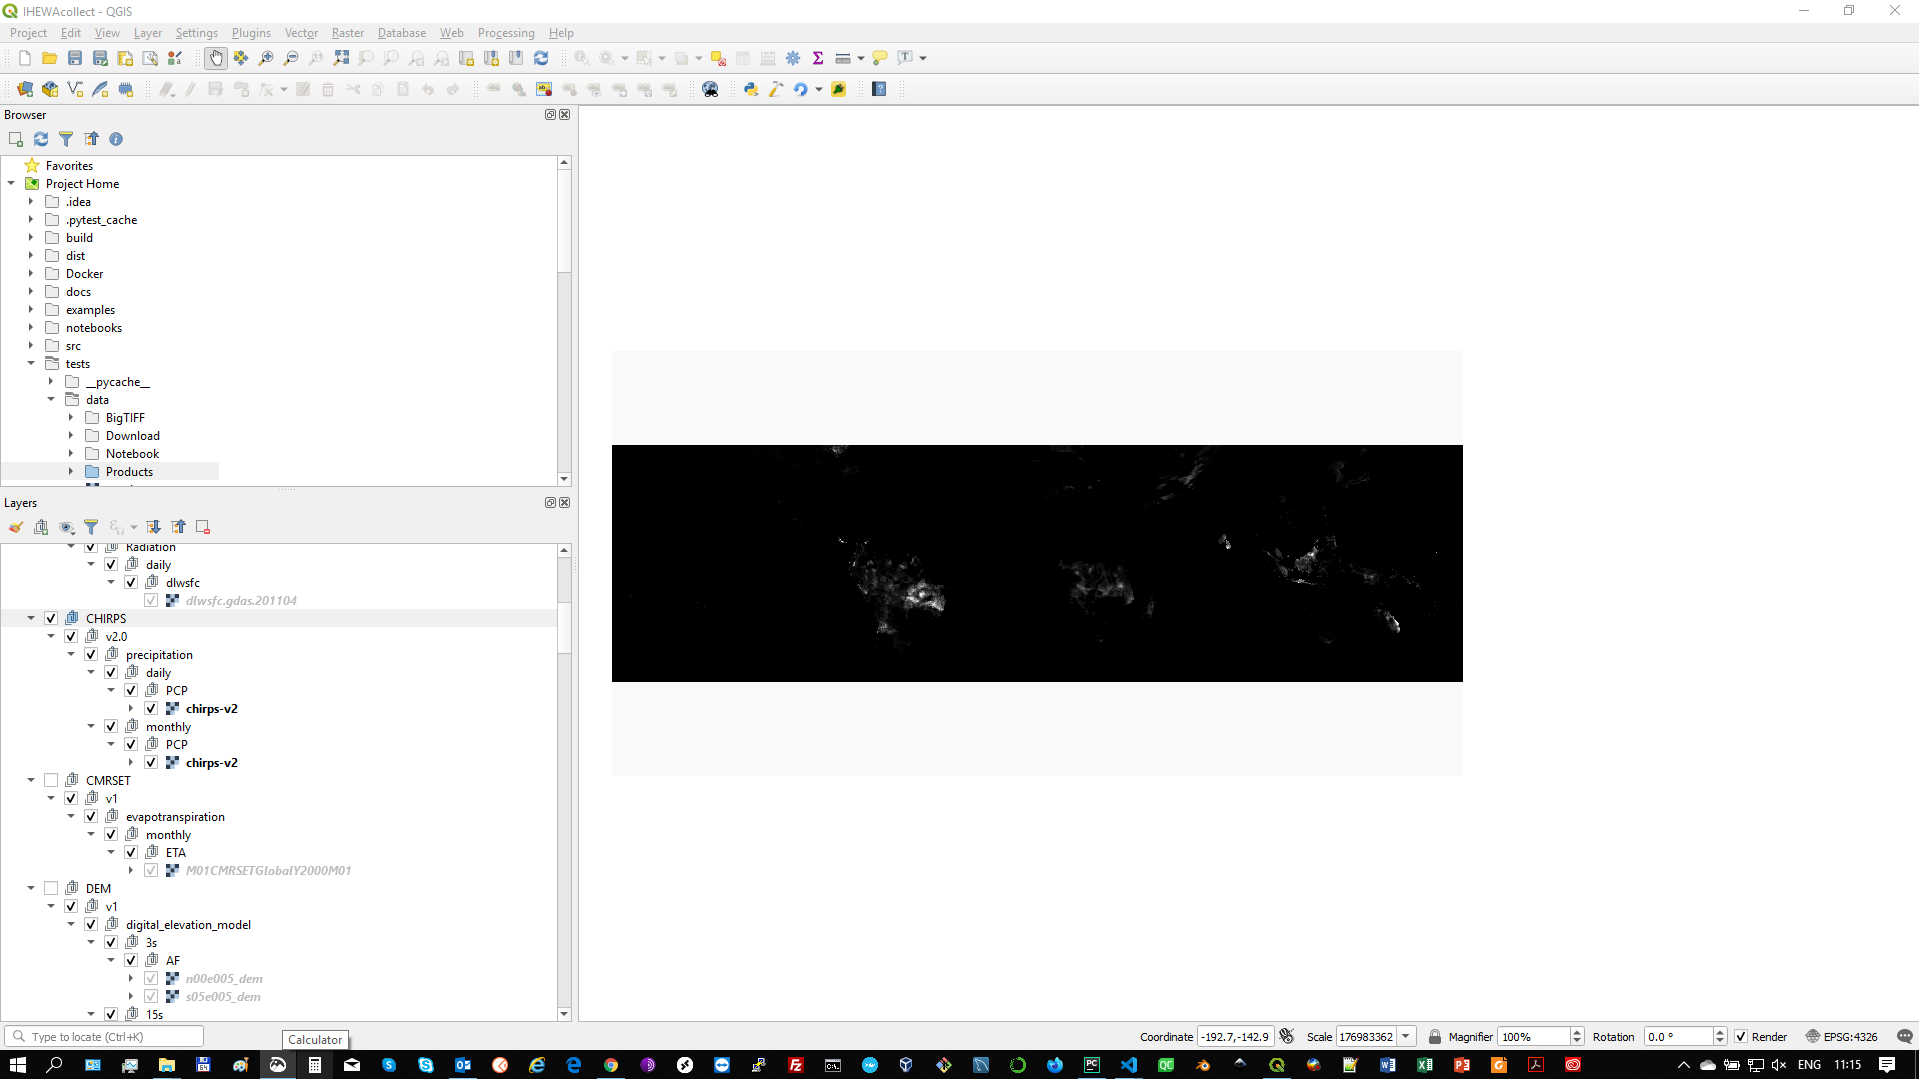 IHEWAcollect - QGIS
Project Edit View Layer Settings Plugins Vector Raster Database Web Processing Help
Browser
Favorites
Project Home
.idea
.pytest_cache
build
dist
Docker
docs
examples
notebooks
src
tests
__pycache__
data
BigTIFF
Download
Notebook
Products
Layers
Radiation
daily
dlwsfc
dlwsfc.gdas.201104
CHIRPS
v2.0
precipitation
daily
PCP
chirps-v2
monthly
PCP
chirps-v2
CMRSET
v1
evapotranspiration
monthly
ETA
M01CMRSETGlobalY2000M01
DEM
v1
digital_elevation_model
3s
AF
n00e005_dem
s05e005_dem
15s
Type to locate (Ctrl+K)
Calculator
Coordinate -192.7,-142.9 Scale 176983362 Magnifier 100% Rotation 0.0 ° Render EPSG:4326
ENG 11:15